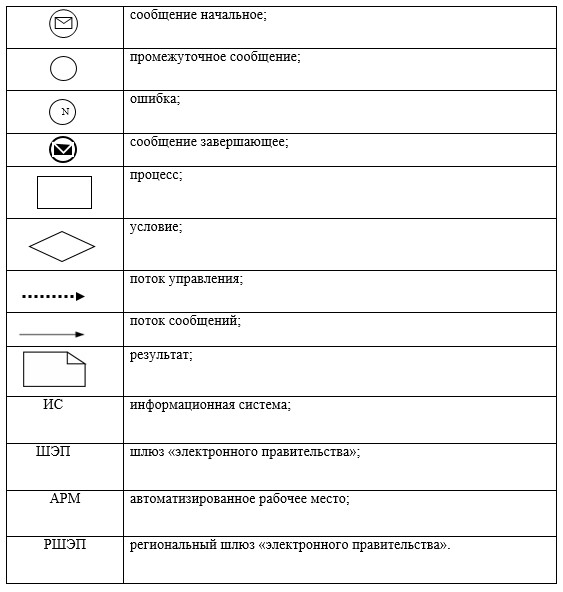 сообщение начальное;
промежуточное сообщение;
N
ошибка;
сообщение завершающее;
процесс;
условие;
поток управления;
поток сообщений;
результат;
ИС
информационная система;
ШЭП
шлюз «электронного правительства»;
АРМ
автоматизированное рабочее место;
РШЭП
региональный шлюз «электронного правительства».